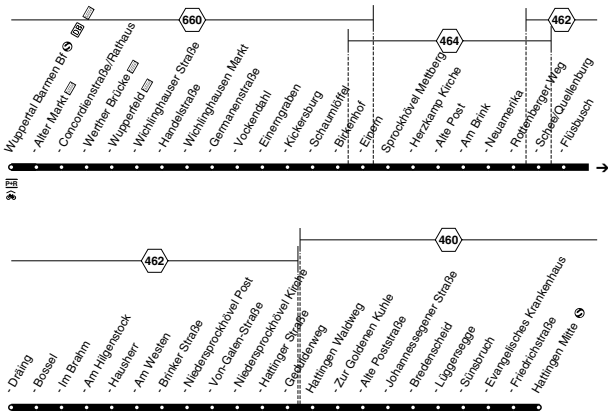 660
464
462
Wuppertal Barmen Bf S DB
- Alter Markt
- Concordienstraße/Rathaus
- Werther Brücke
- Wupperfeld
- Wichlinghauser Straße
- Handelstraße
- Wichlinghausen Markt
- Germanenstraße
- Vockendahl
- Einerngraben
- Kickersburg
- Schaumlöffel
- Birkenhof
- Einern
Sprockhövel Mettberg
- Herzkamp Kirche
- Alte Post
- Am Brink
- Neuamerika
- Rottenberger Weg
- Schee/Quellenburg
- Flüsbusch
462
460
- Dräing
- Bossel
- Im Brahm
- Am Hilgenstock
- Hausherr
- Am Westen
- Brinker Straße
- Niedersprockhövel Post
- Von-Galen-Straße
- Niedersprockhövel Kirche
- Hattinger Straße
- Gedulderweg
Hattingen Waldweg
- Zur Goldenen Kuhle
- Alte Poststraße
- Johannessegener Straße
- Bredenscheid
- Lüggersegge
- Sünsbruch
- Evangelisches Krankenhaus
- Friedrichstraße
Hattingen Mitte S